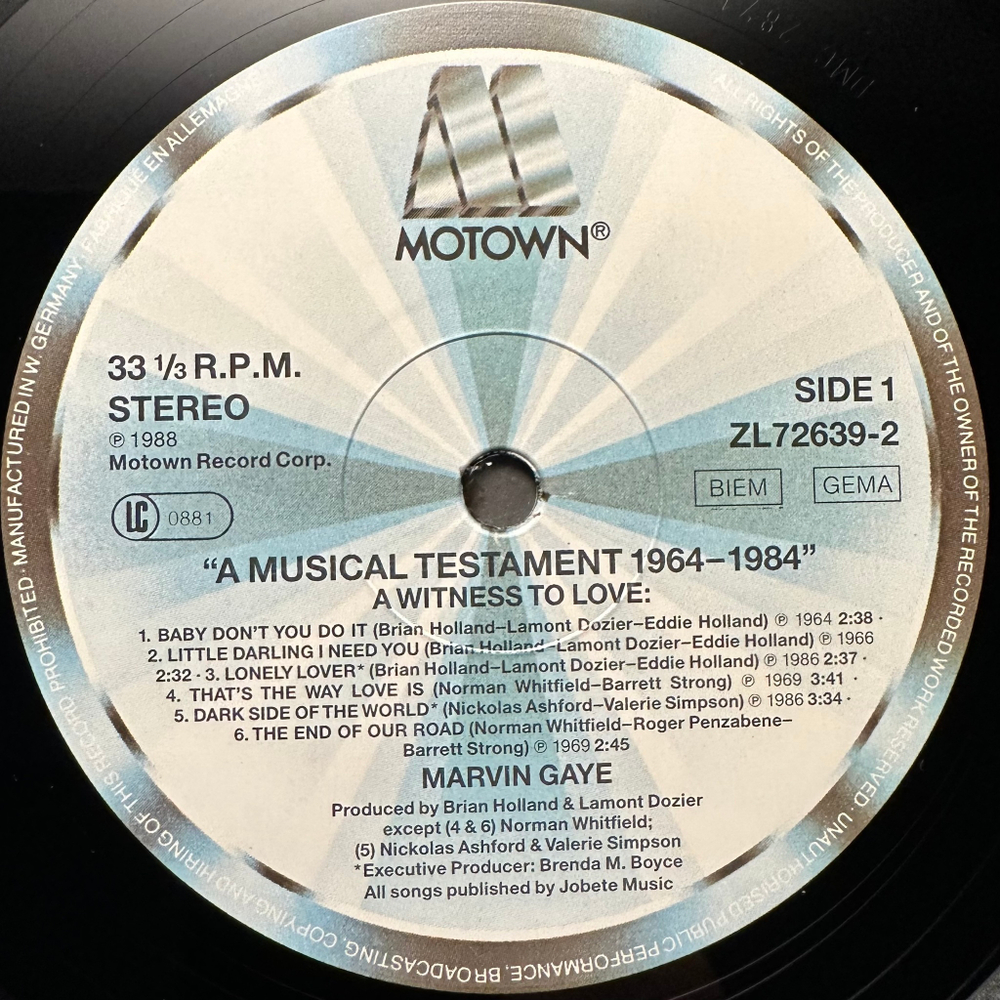 MOTOWN®
33 1/3 R.P.M.
STEREO
℗ 1988
Motown Record Corp.
LC 0881
SIDE 1
ZL72639-2
BIEM GEMA
“A MUSICAL TESTAMENT 1964–1984”
A WITNESS TO LOVE:
1. BABY DON'T YOU DO IT (Brian Holland–Lamont Dozier–Eddie Holland) ℗ 1964 2:38 ·
2. LITTLE DARLING I NEED YOU (Brian Holland–Lamont Dozier–Eddie Holland) ℗ 1966
2:32 · 3. LONELY LOVER* (Brian Holland–Lamont Dozier–Eddie Holland) ℗ 1986 2:37 ·
4. THAT'S THE WAY LOVE IS (Norman Whitfield–Barrett Strong) ℗ 1969 3:41 ·
5. DARK SIDE OF THE WORLD* (Nickolas Ashford–Valerie Simpson) ℗ 1986 3:34 ·
6. THE END OF OUR ROAD (Norman Whitfield–Roger Penzabene–
Barrett Strong) ℗ 1969 2:45
MARVIN GAYE
Produced by Brian Holland & Lamont Dozier
except (4 & 6) Norman Whitfield;
(5) Nickolas Ashford & Valerie Simpson
*Executive Producer: Brenda M. Boyce
All songs published by Jobete Music
ALL RIGHTS OF THE PRODUCER AND OF THE OWNER OF THE RECORDED WORK RESERVED · UNAUTHORISED PUBLIC PERFORMANCE, BROADCASTING, COPYING AND HIRING OF THIS RECORD PROHIBITED · MANUFACTURED IN W. GERMANY, FABRIQUÉ EN ALLEMAGNE